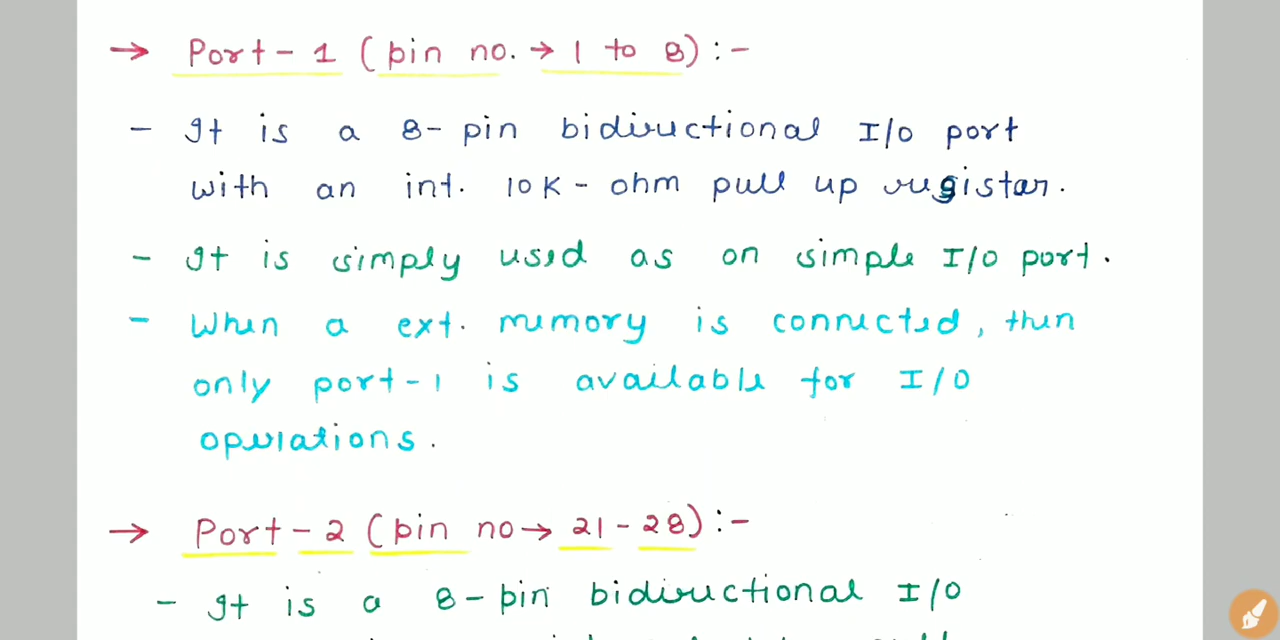 → Port - 1 (pin no. → 1 to 8) :-
- It is a 8-pin bidirectional I/O port
with an int. 10K-ohm pull up registar.
- It is simply used as on simple I/O port.
- When a ext. memory is connected, then
only port-1 is available for I/O
operations.
→ Port - 2 (pin no → 21 - 28) :-
- It is a 8-pin bidirectional I/O